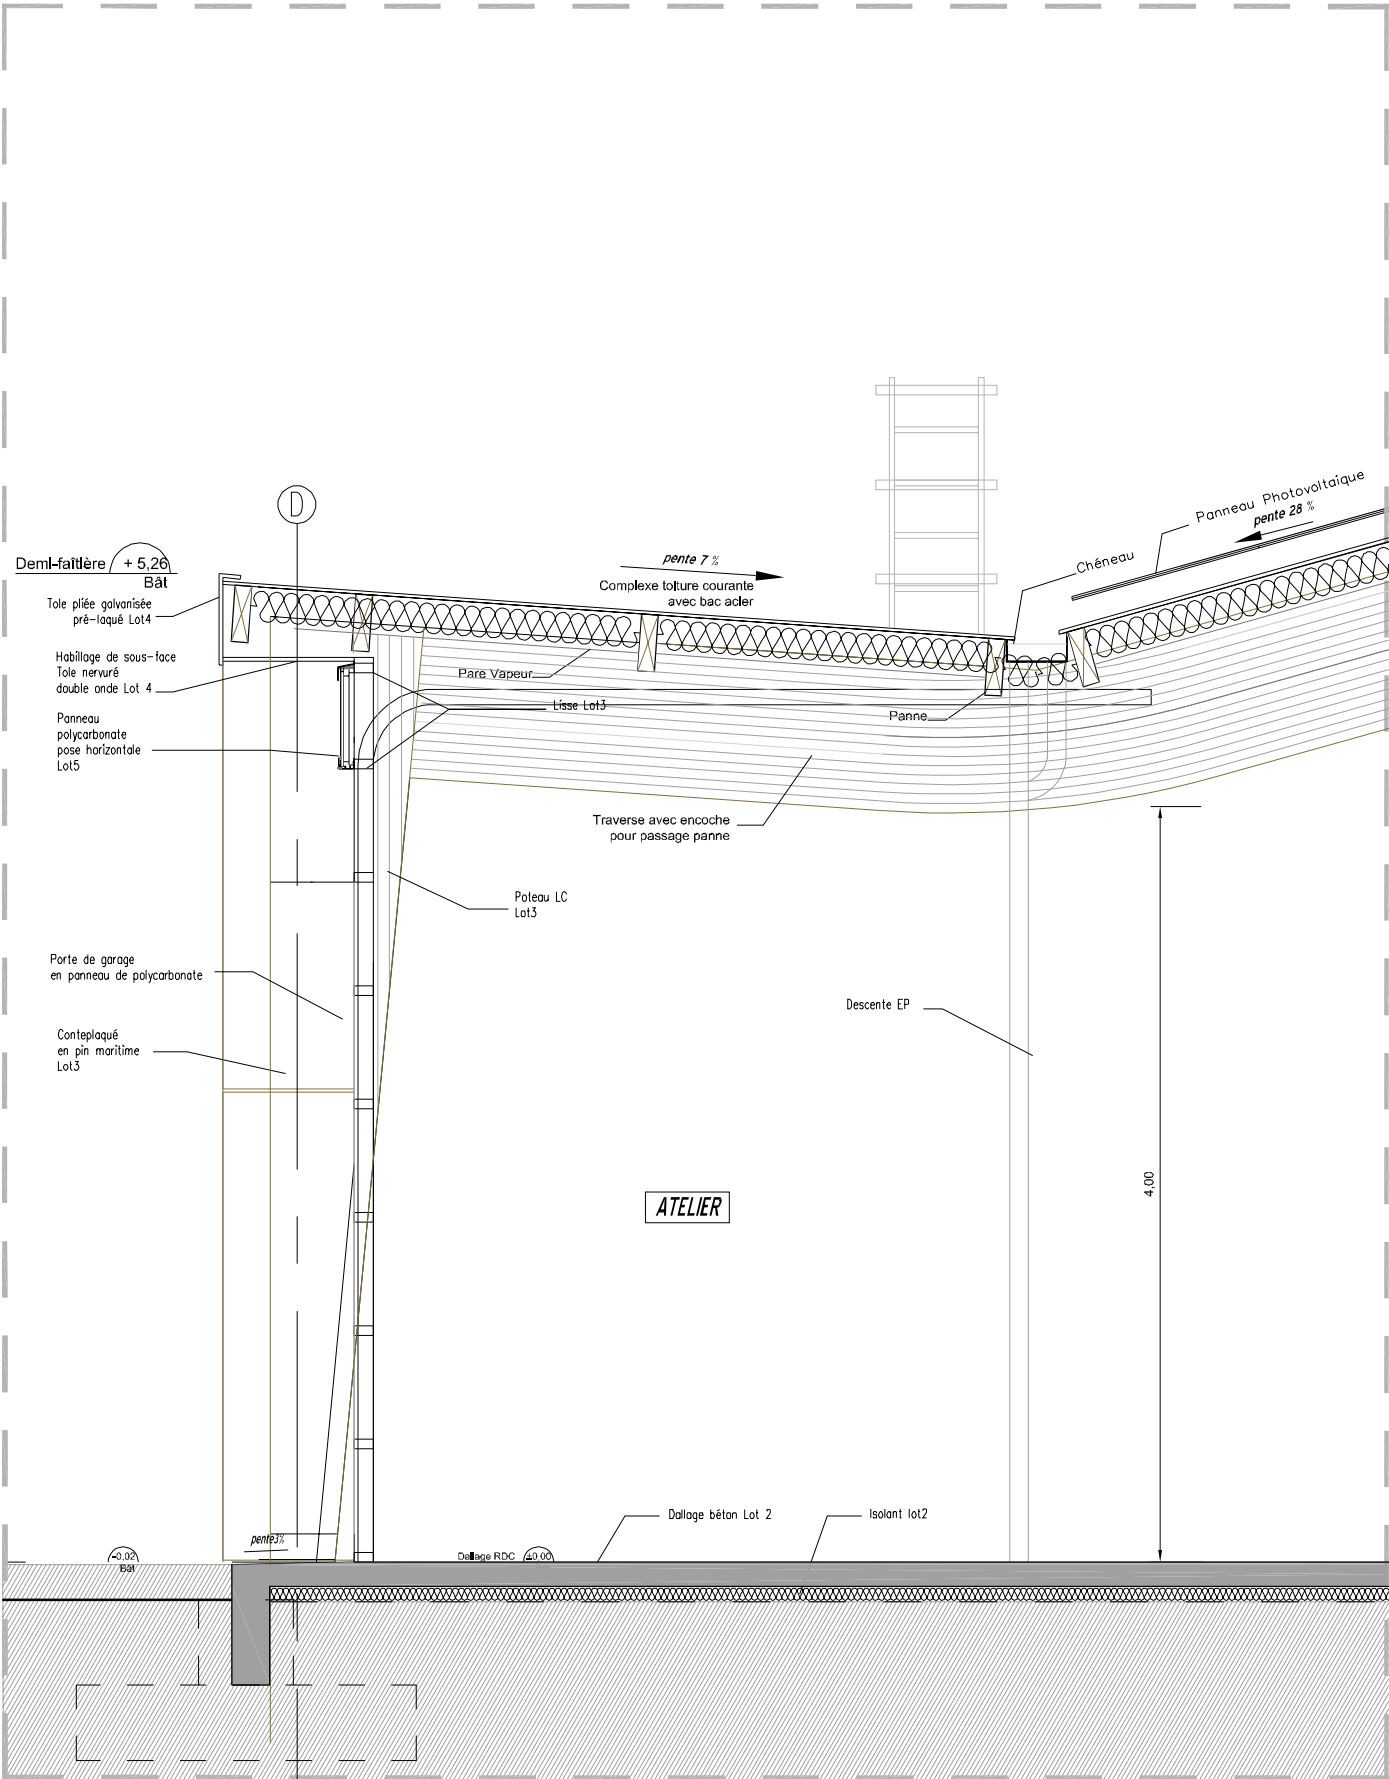 D
Panneau Photovoltaïque
pente 28 %
Demi-faîtière + 5,26
Bât
pente 7 %
Chéneau
Complexe toiture courante
avec bac acier
Tole pliée galvanisée
pré-laqué Lot4
Habillage de sous-face
Tole nervuré
double onde Lot 4
Pare Vapeur
Lisse Lot3
Panne
Panneau
polycarbonate
pose horizontale
Lot5
Traverse avec encoche
pour passage panne
Poteau LC
Lot3
Porte de garage
en panneau de polycarbonate
Descente EP
Conteplaqué
en pin maritime
Lot3
4,00
ATELIER
Dallage béton Lot 2
Isolant lot2
pente3%
-0,02
Bât
Dallage RDC ±0,00